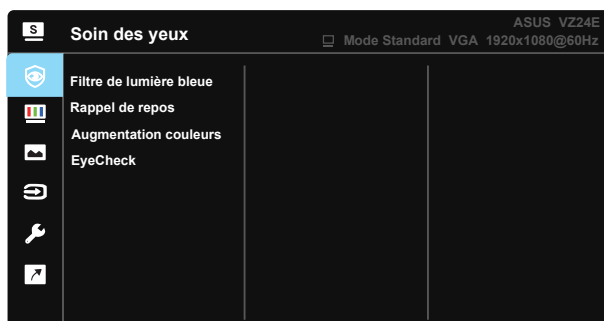 S
Soin des yeux
ASUS VZ24E
Mode Standard VGA 1920x1080@60Hz
Filtre de lumière bleue
Rappel de repos
Augmentation couleurs
EyeCheck